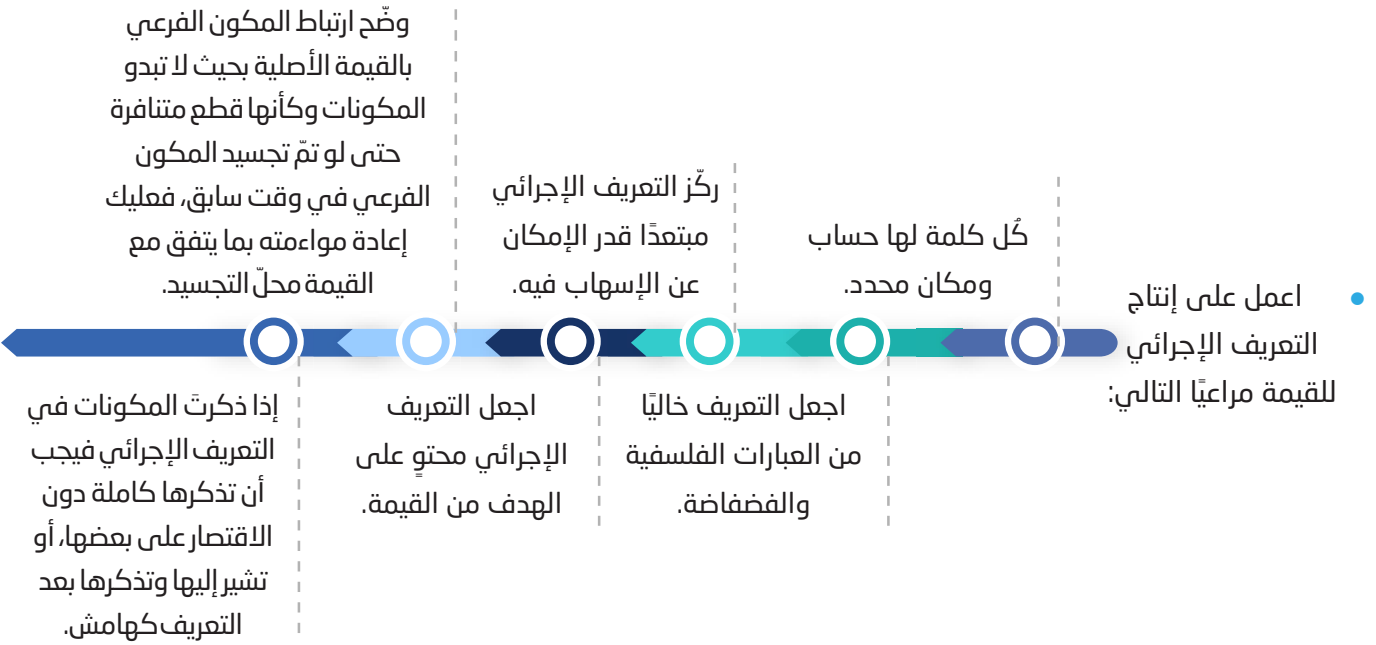 اعمل على إنتاج
التعريف الإجرائي
للقيمة مراعيًا التالي:
كُل كلمة لها حساب
ومكان محدد.
اجعل التعريف خاليًا
من العبارات الفلسفية
والفضفاضة.
ركّز التعريف الإجرائي
مبتعدًا قدر الإمكان
عن الإسهاب فيه.
اجعل التعريف
الإجرائي محتوٍ على
الهدف من القيمة.
وضّح ارتباط المكون الفرعي
بالقيمة الأصلية بحيث لا تبدو
المكونات وكأنها قطع متنافرة
حتى لو تمّ تجسيد المكون
الفرعي في وقت سابق، فعليك
إعادة مواءمته بما يتفق مع
القيمة محلّ التجسيد.
إذا ذكرتَ المكونات في
التعريف الإجرائي فيجب
أن تذكرها كاملة دون
الاقتصار على بعضها، أو
تشير إليها وتذكرها بعد
التعريف كهامش.